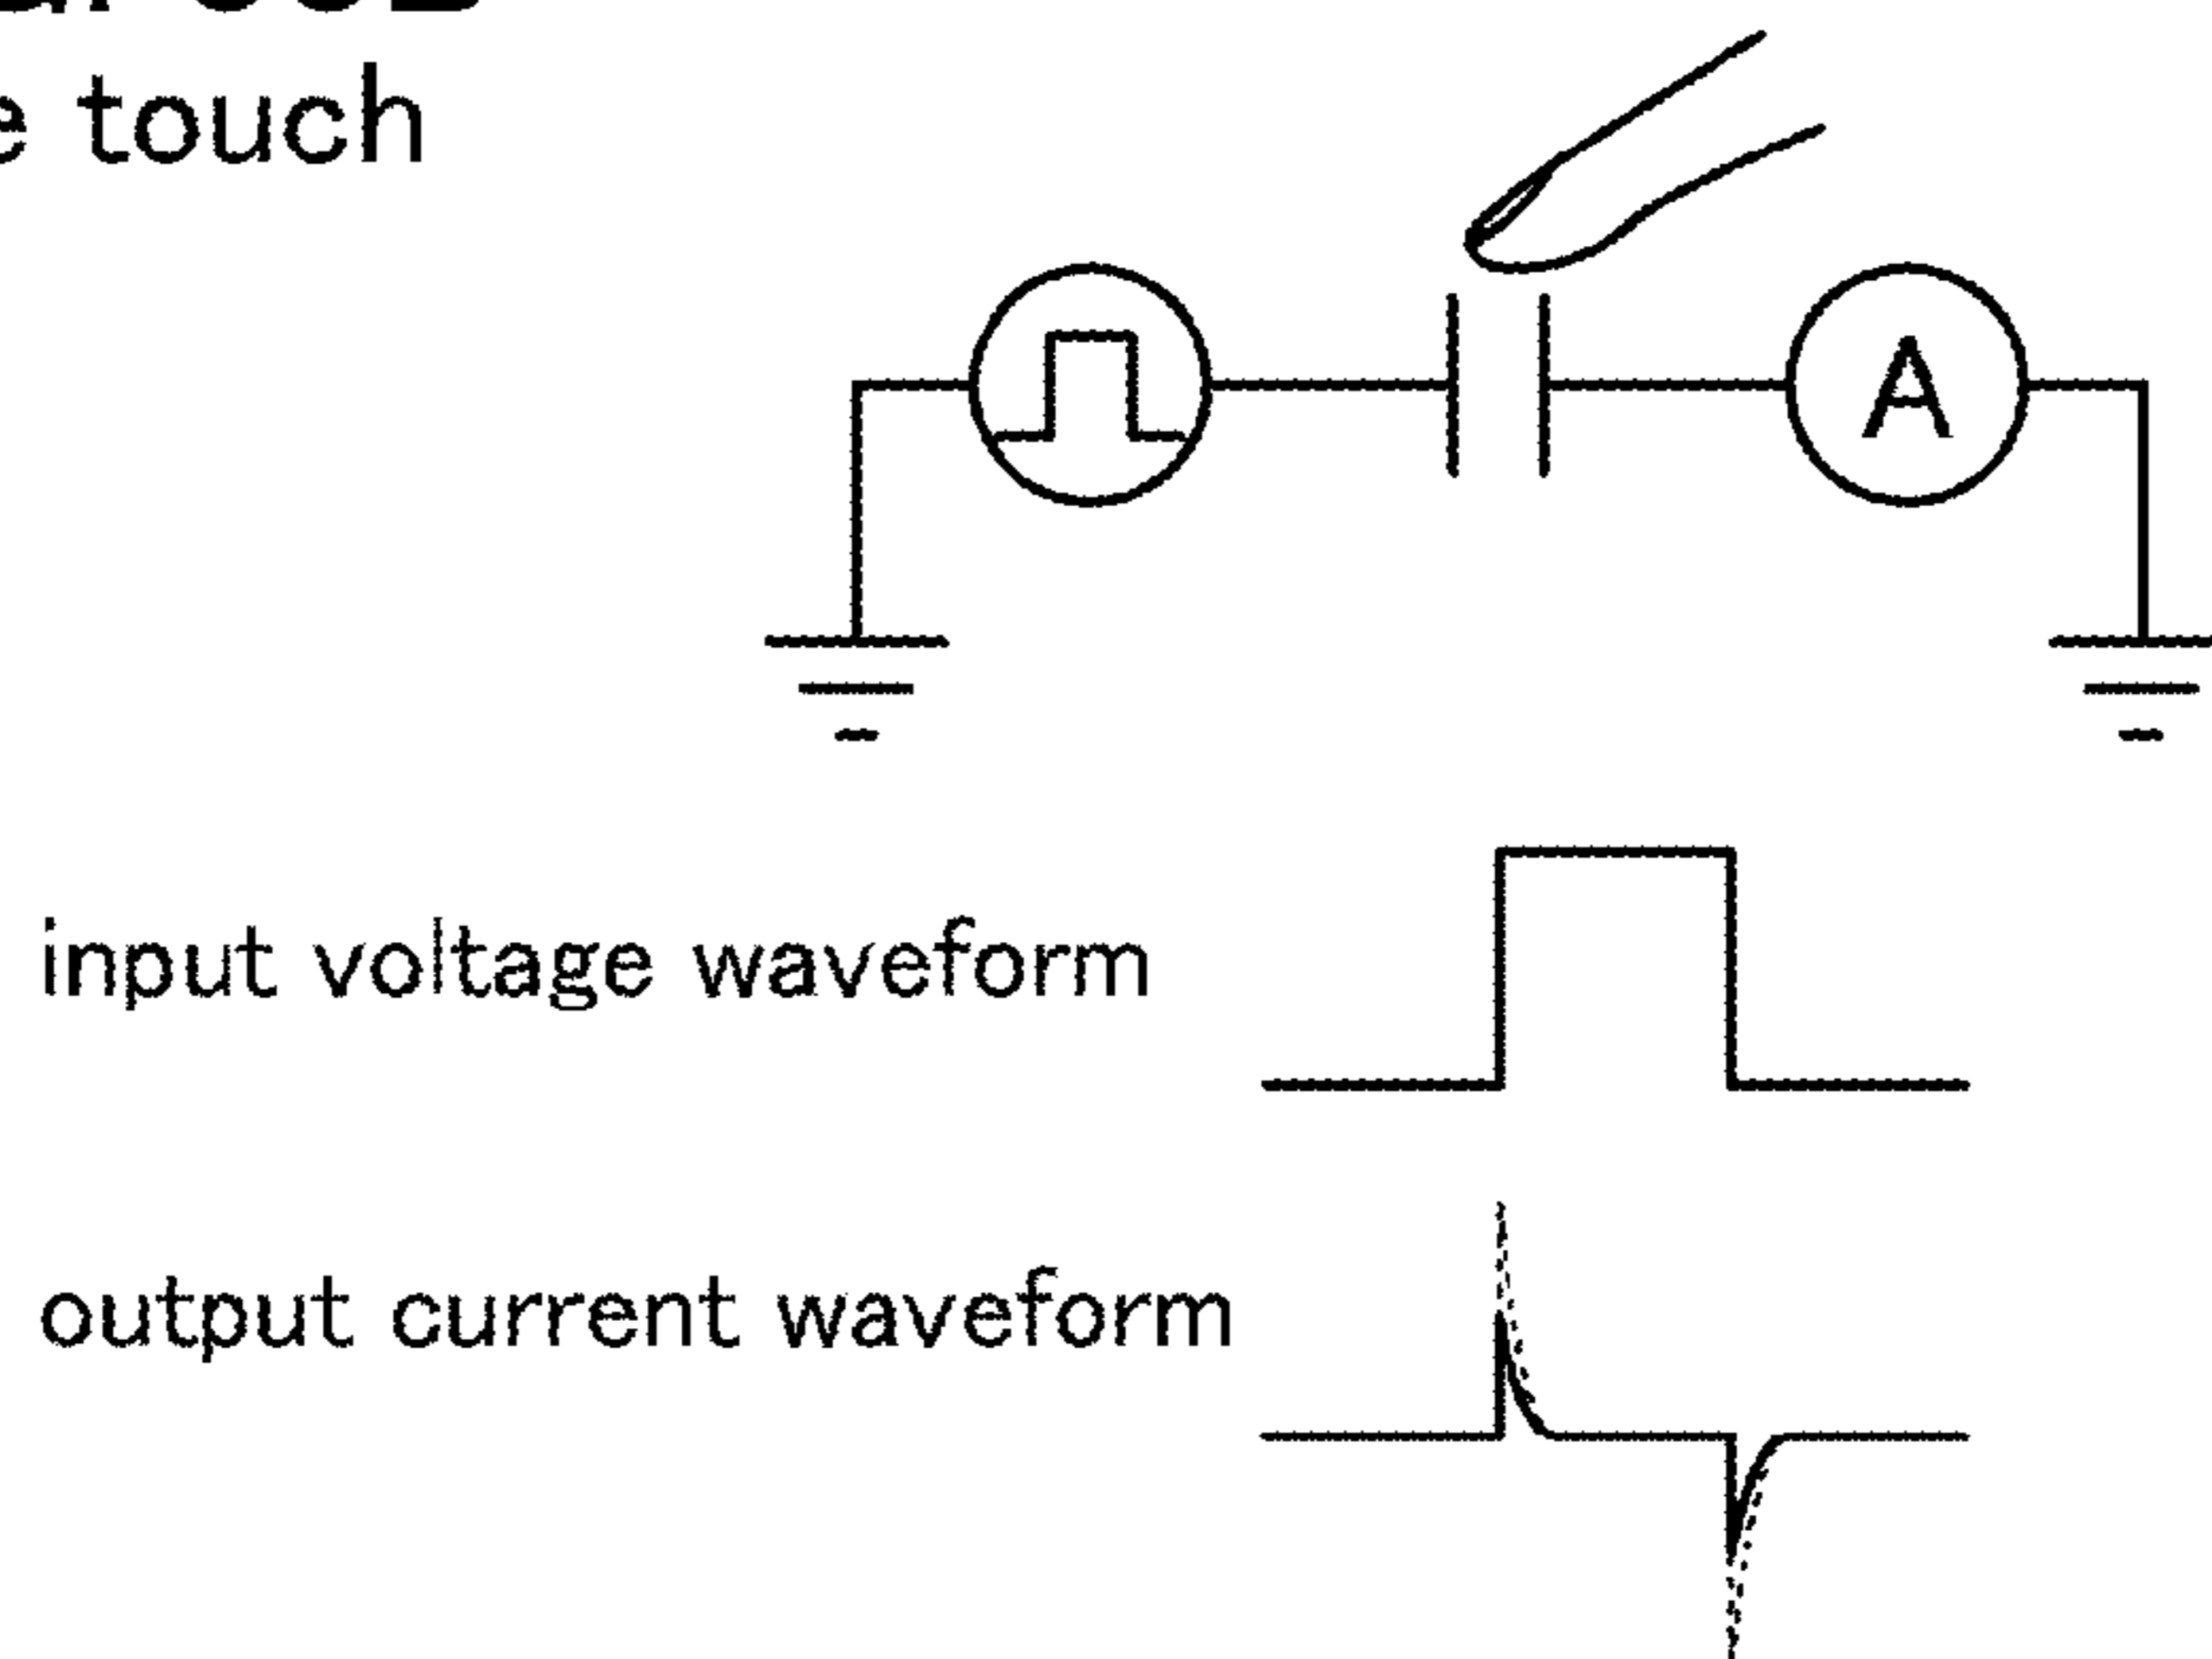 touch
A
input voltage waveform
output current waveform